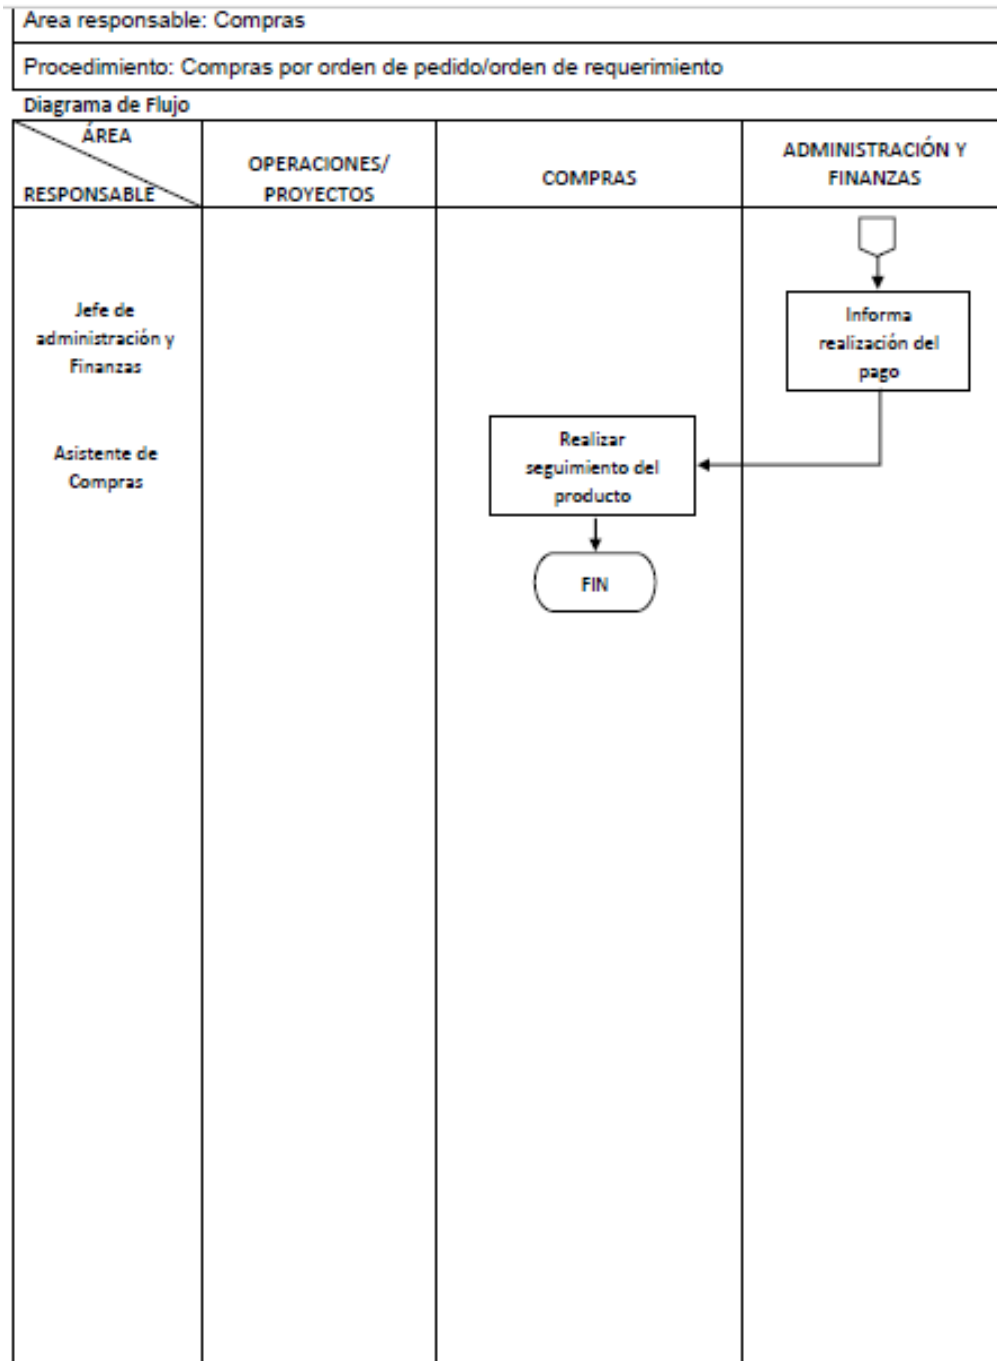 Area responsable: Compras
Procedimiento: Compras por orden de pedido/orden de requerimiento
Diagrama de Flujo
ÁREA
RESPONSABLE
OPERACIONES/
PROYECTOS
COMPRAS
ADMINISTRACIÓN Y
FINANZAS
Jefe de
administración y
Finanzas
Informa
realización del
pago
Asistente de
Compras
Realizar
seguimiento del
producto
FIN